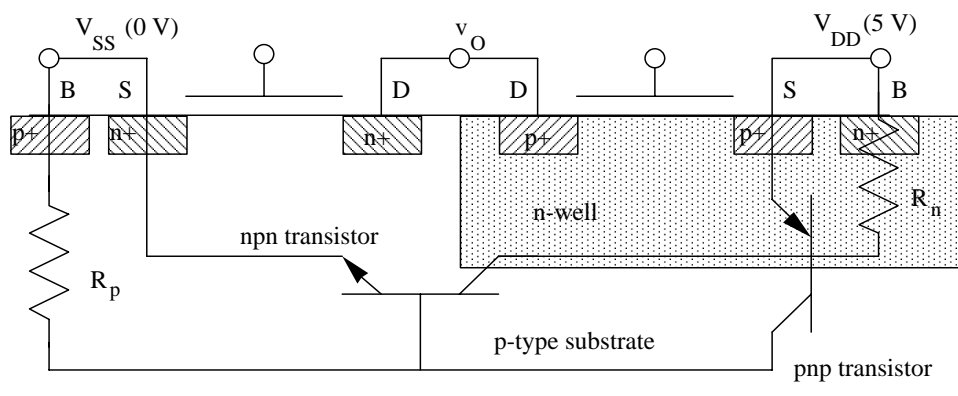 V_SS (0 V)
v_O
V_DD (5 V)
B S D D S B
p+ n+ n+ p+ p+ n+
n-well
R_n
npn transistor
R_p
p-type substrate
pnp transistor